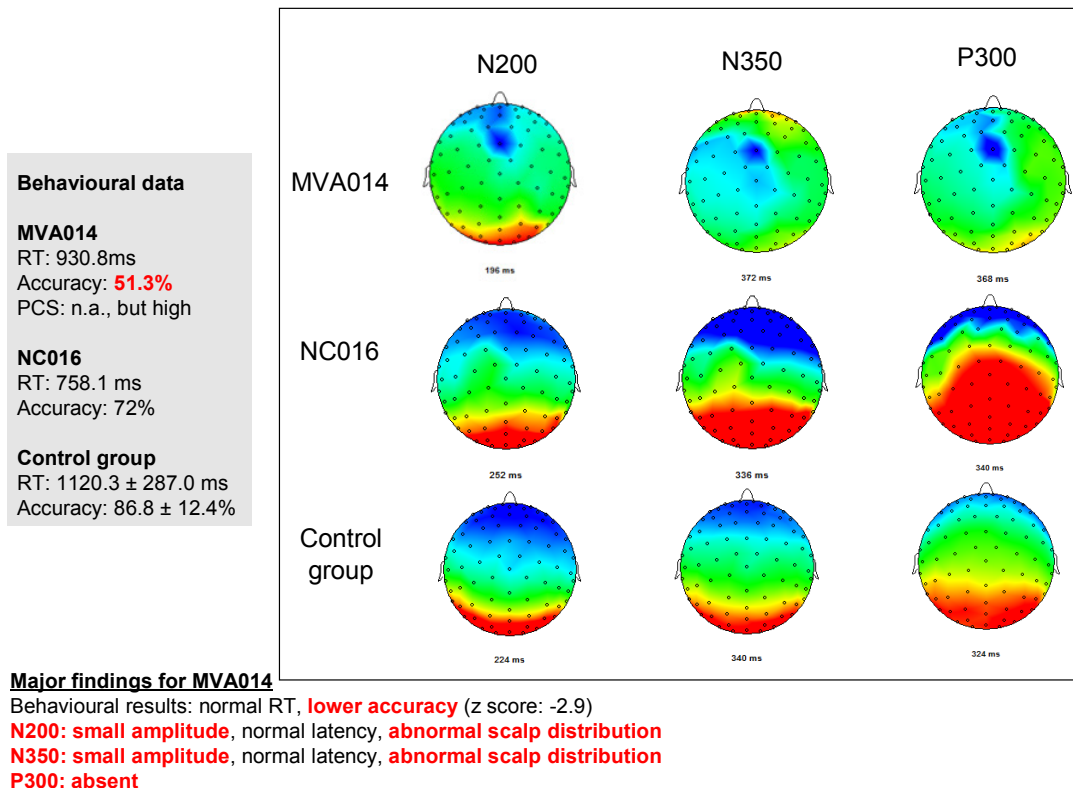 N200
N350
P300
MVA014
196 ms
372 ms
368 ms
Behavioural data
MVA014
RT: 930.8ms
Accuracy: 51.3%
PCS: n.a., but high
NC016
RT: 758.1 ms
Accuracy: 72%
Control group
RT: 1120.3 ± 287.0 ms
Accuracy: 86.8 ± 12.4%
NC016
252 ms
336 ms
340 ms
Control
group
224 ms
340 ms
324 ms
Major findings for MVA014
Behavioural results: normal RT, lower accuracy (z score: -2.9)
N200: small amplitude, normal latency, abnormal scalp distribution
N350: small amplitude, normal latency, abnormal scalp distribution
P300: absent